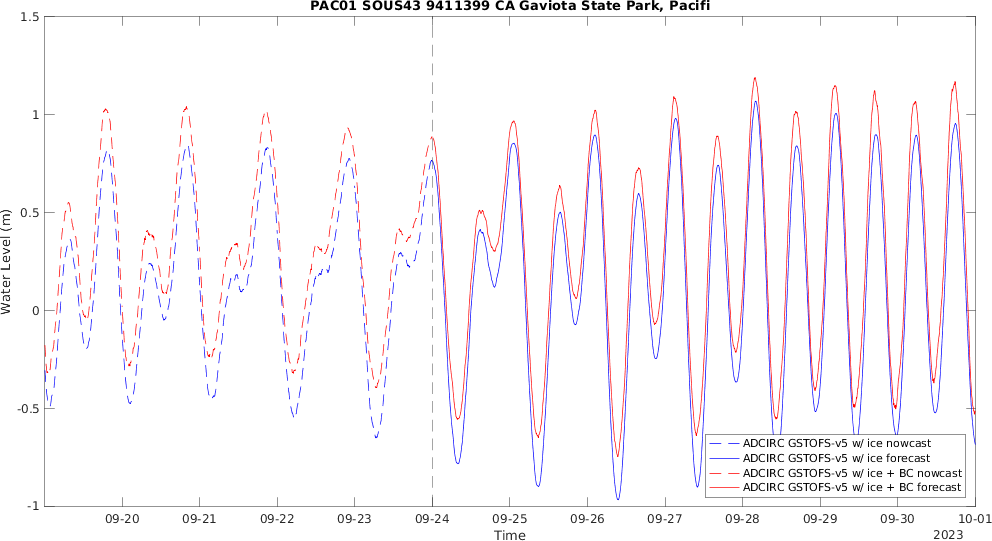 PAC01 SOUS43 9411399 CA Gaviota State Park, Pacifi
1.5
1
0.5
0
-0.5
-1
Water Level (m)
ADCIRC GSTOFS-v5 w/ ice nowcast
ADCIRC GSTOFS-v5 w/ ice forecast
ADCIRC GSTOFS-v5 w/ ice + BC nowcast
ADCIRC GSTOFS-v5 w/ ice + BC forecast
09-20 09-21 09-22 09-23 09-24 09-25 09-26 09-27 09-28 09-29 09-30 10-01
Time
2023